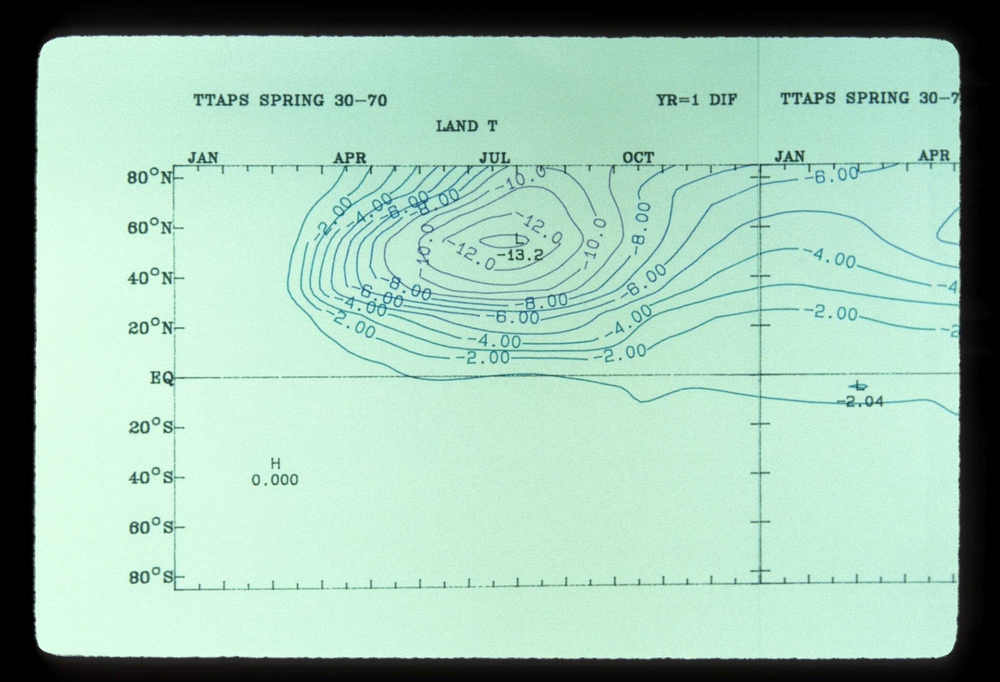 TTAPS SPRING 30-70 YR=1 DIF TTAPS SPRING 30-7
LAND T
JAN APR JUL OCT JAN APR
80°N
60°N
40°N
20°N
EQ
20°S
40°S
60°S
80°S
-2.00
-4.00
-6.00
-8.00
-10.0
-6.00
-12.0
-10.0
-8.00
-10.0
-12.0
L
-13.2
-4.00
-4
-8.00
-6.00
-4.00
-2.00
-8.00
-6.00
-6.00
-4.00
-2.00
-2
-4.00
-2.00
-2.00
L
-2.04
H
0.000